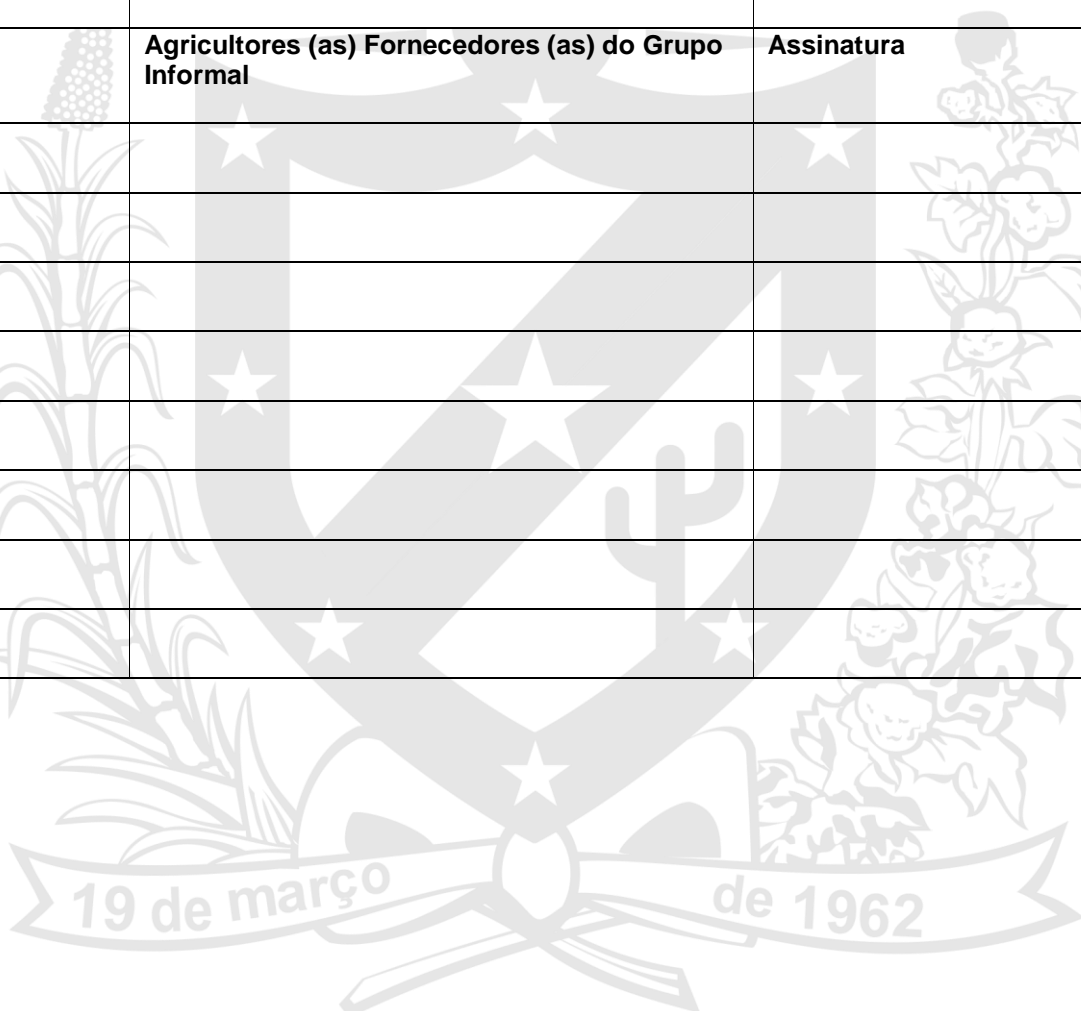 Agricultores (as) Fornecedores (as) do Grupo
Informal
Assinatura
19 de março
de 1962